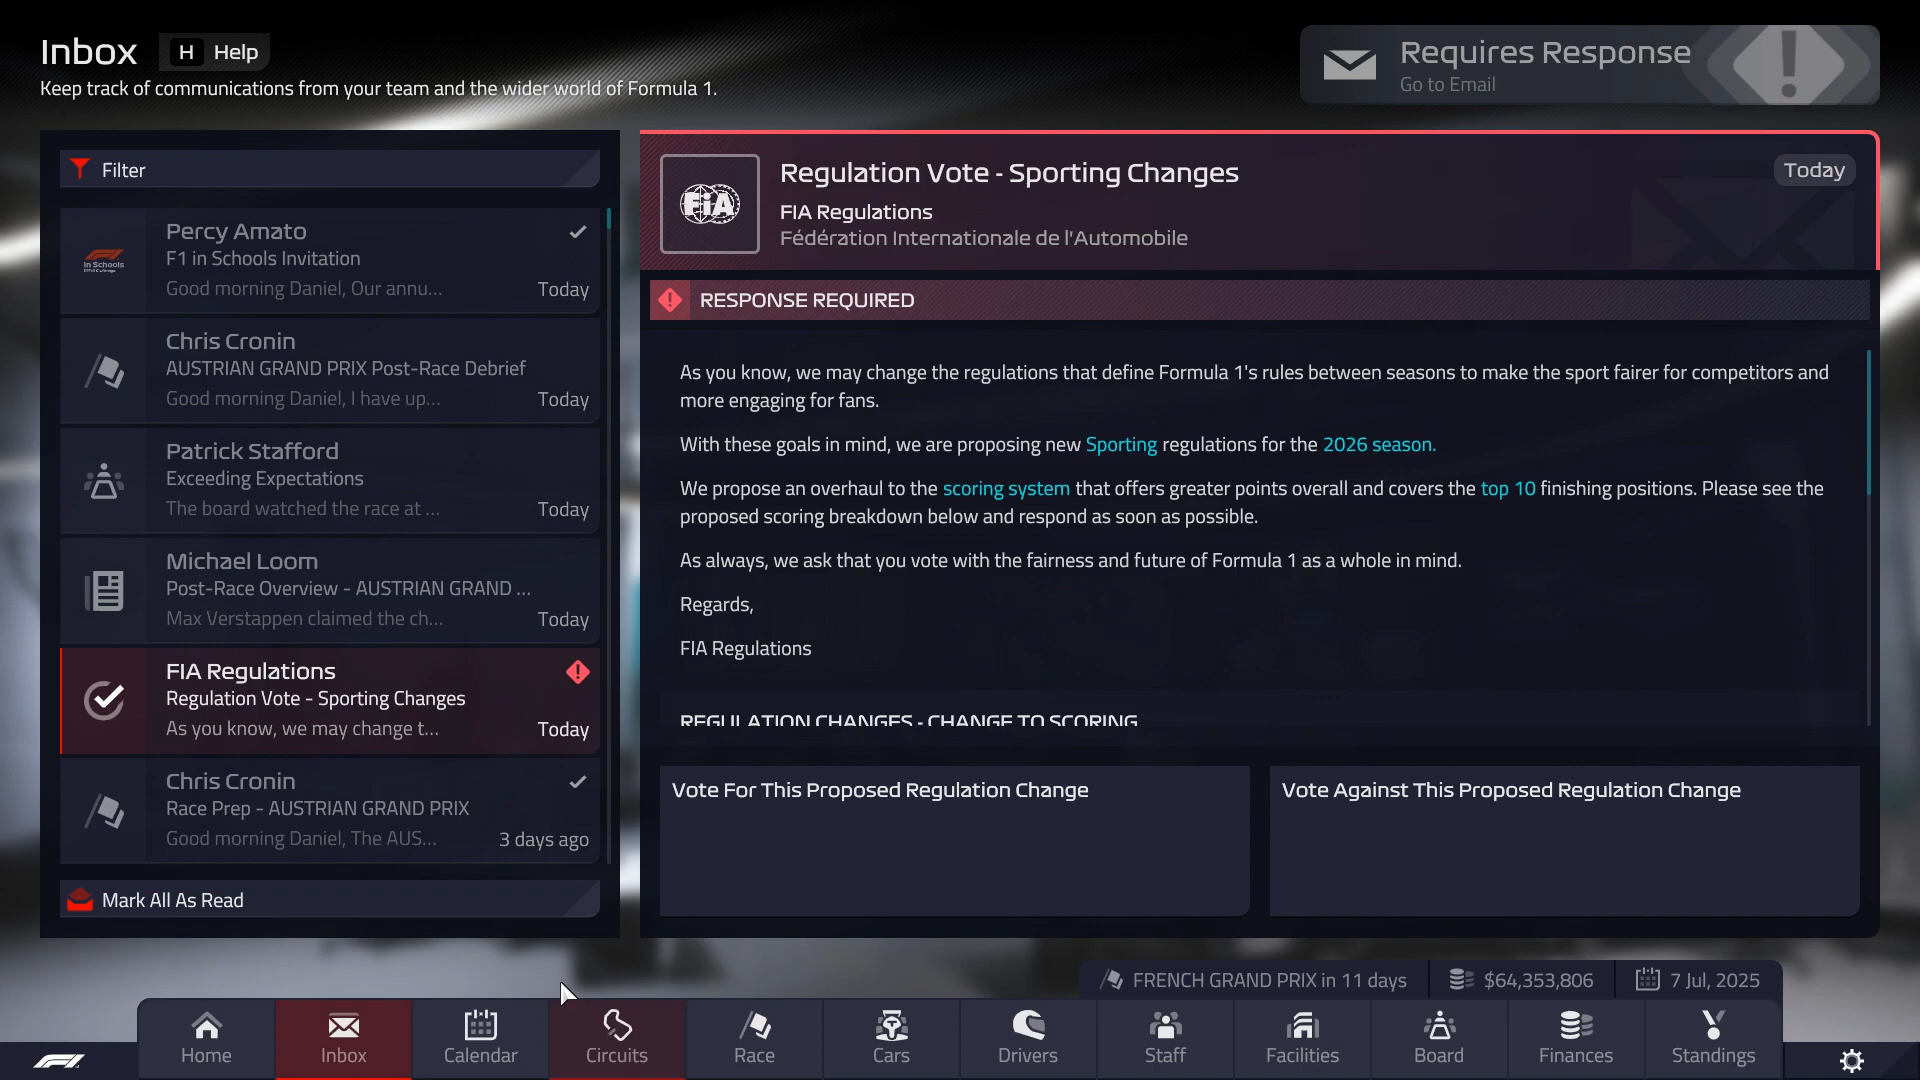 Inbox
H Help
Keep track of communications from your team and the wider world of Formula 1.
Requires Response
Go to Email
Filter
Percy Amato
F1 in Schools Invitation
Good morning Daniel, Our annu...
Today
Chris Cronin
AUSTRIAN GRAND PRIX Post-Race Debrief
Good morning Daniel, I have up...
Today
Patrick Stafford
Exceeding Expectations
The board watched the race at ...
Today
Michael Loom
Post-Race Overview - AUSTRIAN GRAND ...
Max Verstappen claimed the ch...
Today
FIA Regulations
Regulation Vote - Sporting Changes
As you know, we may change t...
Today
Chris Cronin
Race Prep - AUSTRIAN GRAND PRIX
Good morning Daniel, The AUS...
3 days ago
Mark All As Read
FiA
Regulation Vote - Sporting Changes
Today
FIA Regulations
Fédération Internationale de l'Automobile
RESPONSE REQUIRED
As you know, we may change the regulations that define Formula 1's rules between seasons to make the sport fairer for competitors and
more engaging for fans.
With these goals in mind, we are proposing new Sporting regulations for the 2026 season.
We propose an overhaul to the scoring system that offers greater points overall and covers the top 10 finishing positions. Please see the
proposed scoring breakdown below and respond as soon as possible.
As always, we ask that you vote with the fairness and future of Formula 1 as a whole in mind.
Regards,
FIA Regulations
REGULATION CHANGES - CHANGE TO SCORING
Vote For This Proposed Regulation Change
Vote Against This Proposed Regulation Change
FRENCH GRAND PRIX in 11 days
$64,353,806
7 Jul, 2025
Home
Inbox
Calendar
Circuits
Race
Cars
Drivers
Staff
Facilities
Board
Finances
Standings